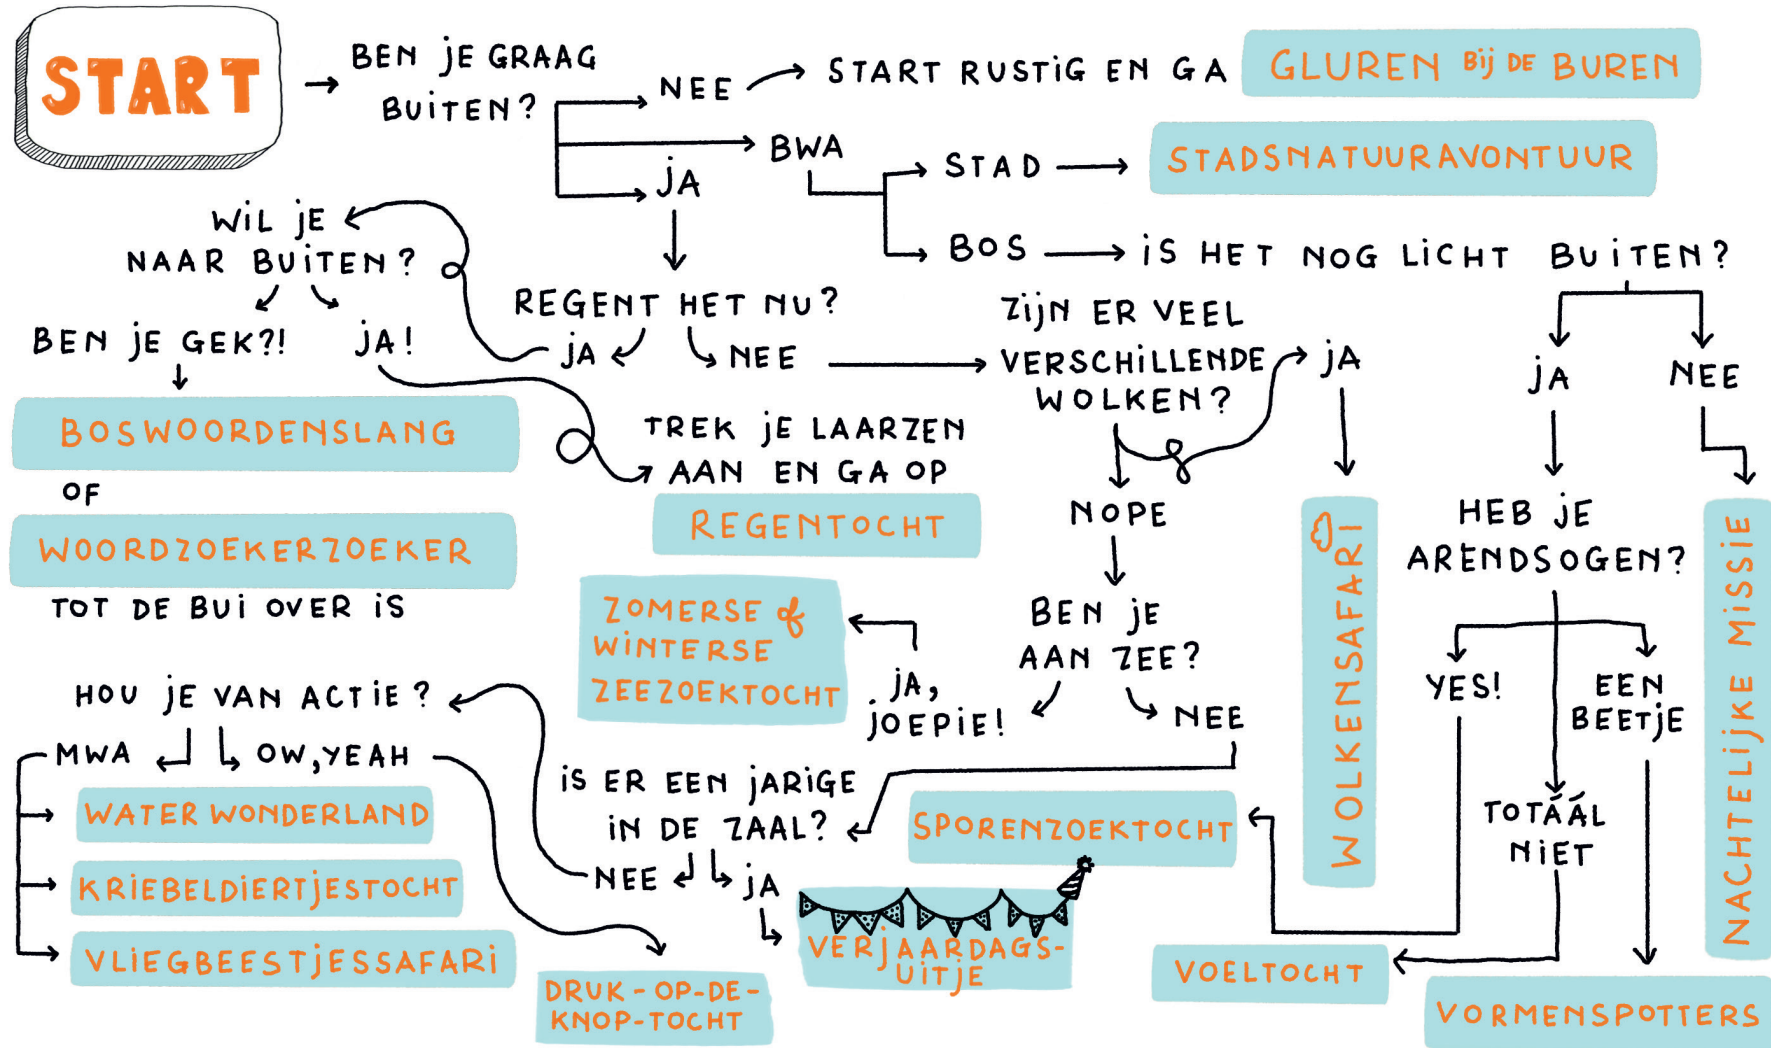 START
BEN jE GRAAG
BUiTEN?
NEE
START RUSTiG EN GA
GLUREN Bij DE BUREN
BWA
jA
STAD
STADSNATUURAVONTUUR
BOS
iS HET NOG LiCHT BUiTEN?
WiL jE
NAAR BUiTEN?
BEN jE GEK?!
jA!
REGENT HET NU?
jA
NEE
ZijN ER VEEL
VERSCHiLLENDE
WOLKEN?
jA
jA
NEE
BOSWOORDENSLANG
OF
WOORDZOEKERZOEKER
TOT DE BUi OVER iS
TREK jE LAARZEN
AAN EN GA OP
REGENTOCHT
NOPE
WOLKENSAFARi
HEB jE
ARENDSOGEN?
NACHTELijKE MiSSiE
ZOMERSE of
WiNTERSE
ZEEZOEKTOCHT
BEN jE
AAN ZEE?
jA,
jOEPiE!
NEE
YES!
EEN
BEETjE
TOTÁÁL
NiET
HOU jE VAN ACTiE?
MWA
OW,YEAH
WATER WONDERLAND
KRiEBELDiERTjESTOCHT
VLiEGBEESTjESSAFARi
iS ER EEN jARiGE
iN DE ZAAL?
NEE
jA
SPORENZOEKTOCHT
VERjAARDAGS-
UiTjE
DRUK-OP-DE-
KNOP-TOCHT
VOELTOCHT
VORMENSPOTTERS